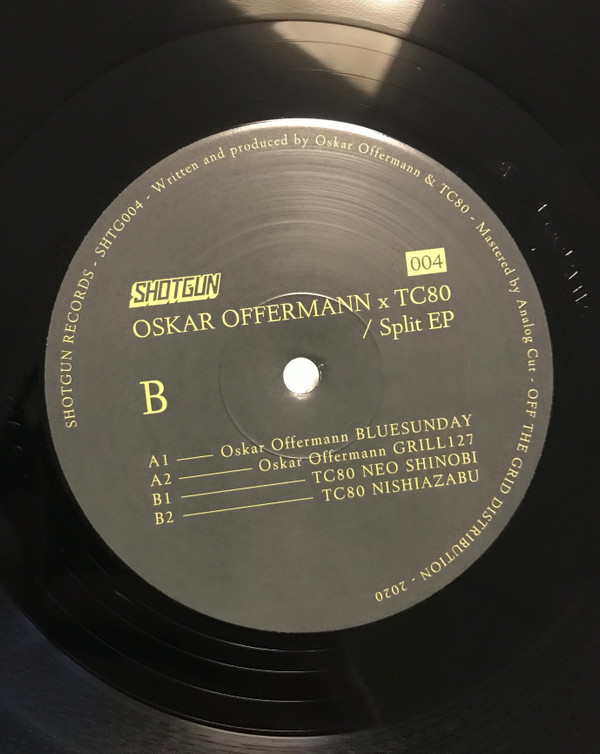 SHOTGUN RECORDS - SHTG004 - Written and produced by Oskar Offermann & TC80 - Mastered by Analog Cut - OFF THE GRID DISTRIBUTION - 2020
004
SHOTGUN
OSKAR OFFERMANN x TC80
/ Split EP
B
A1 Oskar Offermann BLUESUNDAY
A2 Oskar Offermann GRILL127
B1 TC80 NEO SHINOBI
B2 TC80 NISHIAZABU